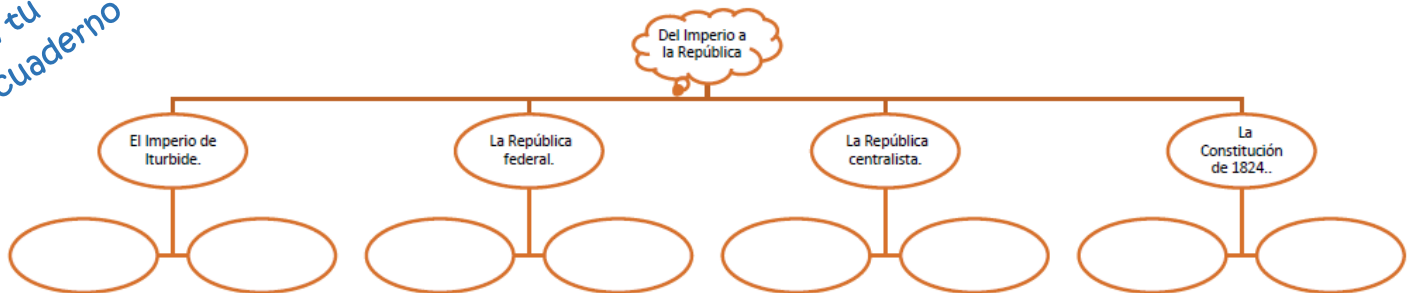 tu
cuaderno
Del Imperio a
la República
El Imperio de
Iturbide.
La República
federal.
La República
centralista.
La
Constitución
de 1824..